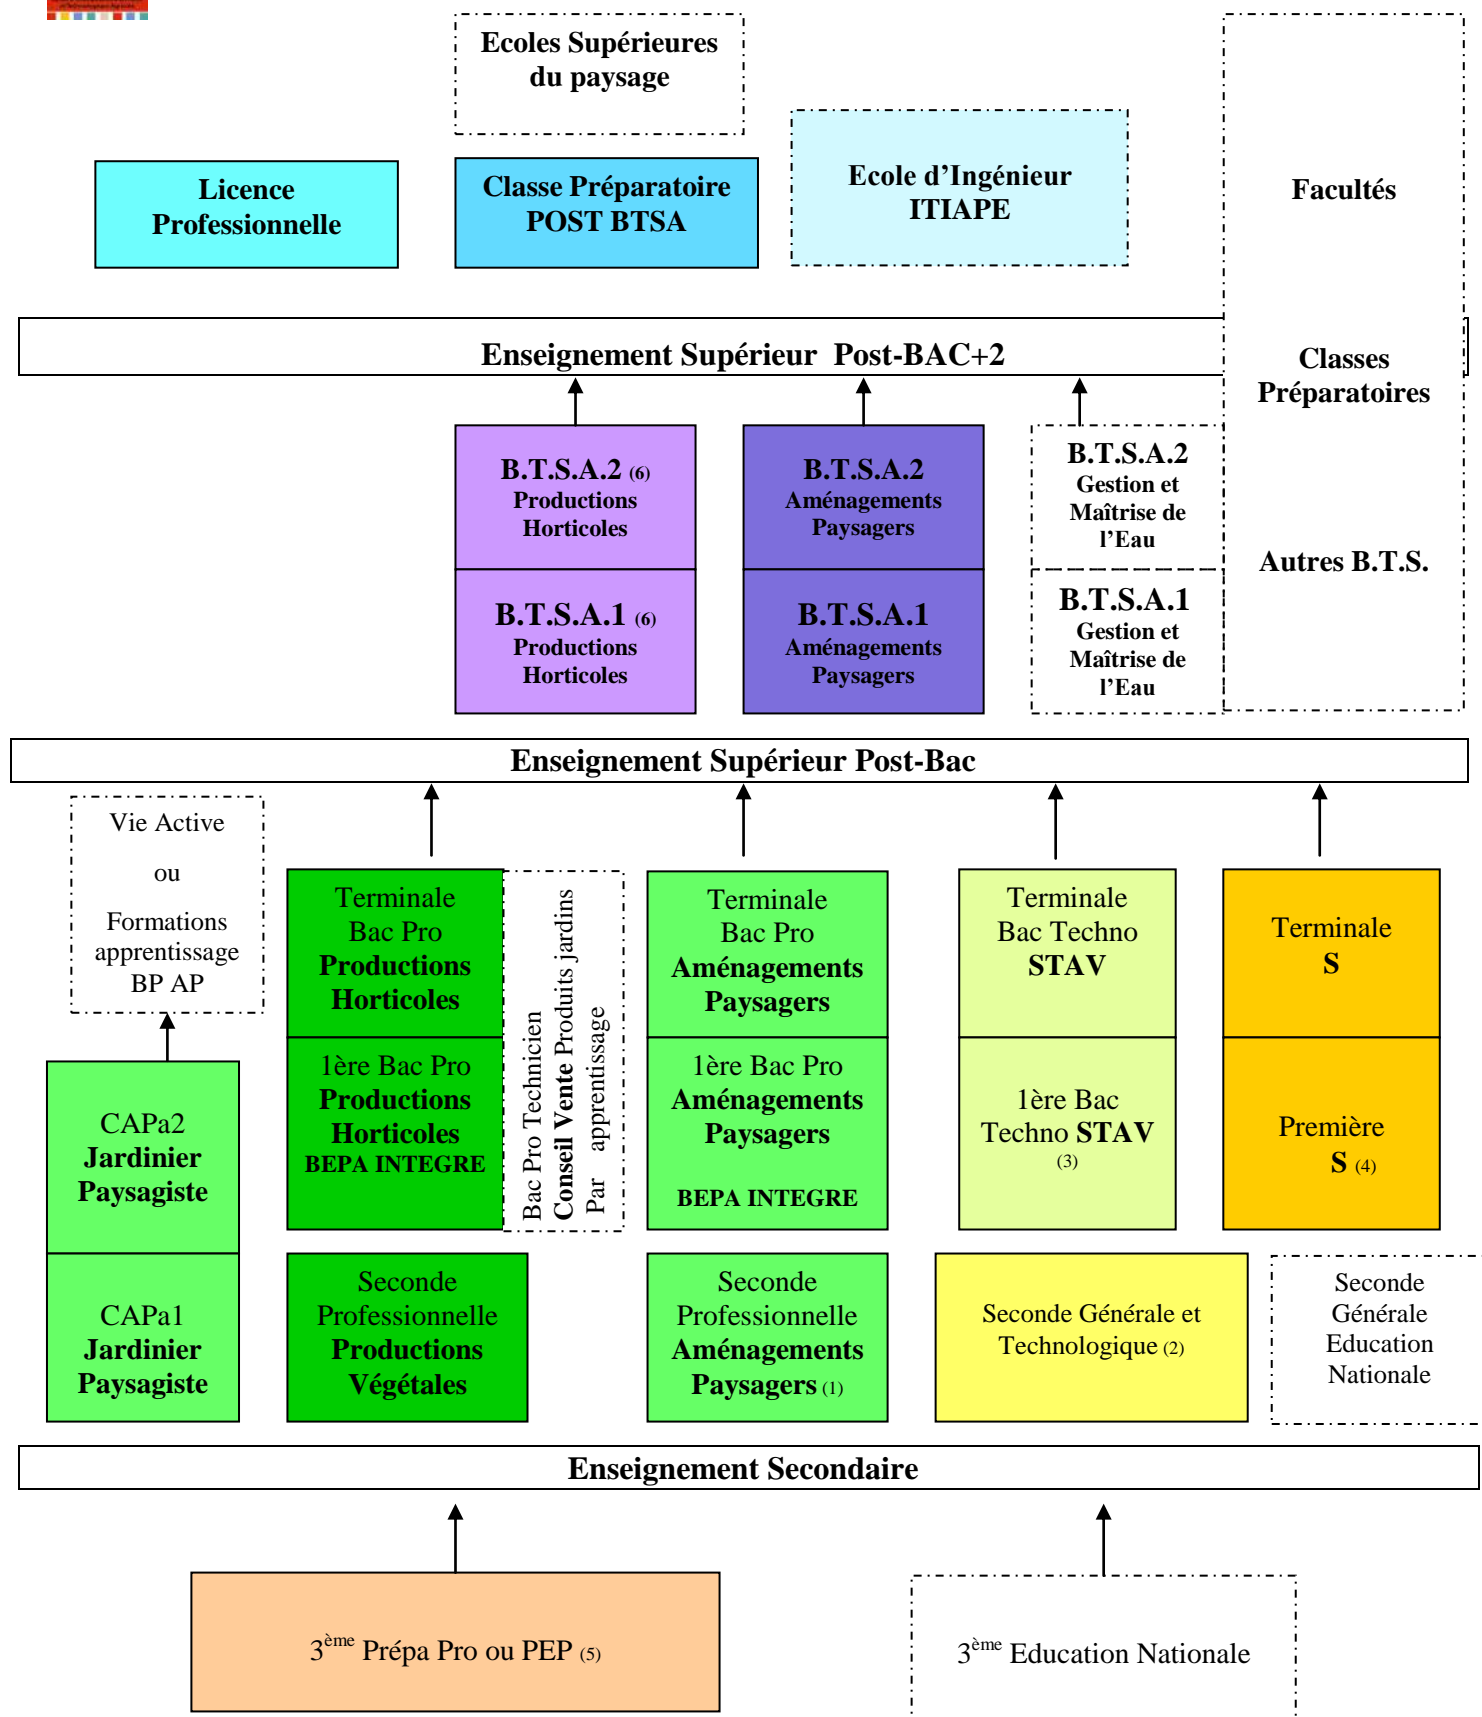 Ecoles Supérieures
du paysage
Licence
Professionnelle
Classe Préparatoire
POST BTSA
Ecole d’Ingénieur
ITIAPE
Facultés
Classes
Préparatoires
Autres B.T.S.
Enseignement Supérieur Post-BAC+2
B.T.S.A.2 (6)
Productions
Horticoles
B.T.S.A.2
Aménagements
Paysagers
B.T.S.A.2
Gestion et
Maîtrise de
l’Eau
B.T.S.A.1 (6)
Productions
Horticoles
B.T.S.A.1
Aménagements
Paysagers
B.T.S.A.1
Gestion et
Maîtrise de
l’Eau
Enseignement Supérieur Post-Bac
Vie Active
ou
Formations
apprentissage
BP AP
Terminale
Bac Pro
Productions
Horticoles
Bac Pro Technicien
Conseil Vente Produits jardins
Par apprentissage
Terminale
Bac Pro
Aménagements
Paysagers
Terminale
Bac Techno
STAV
Terminale
S
CAPa2
Jardinier
Paysagiste
1ère Bac Pro
Productions
Horticoles
BEPA INTEGRE
1ère Bac Pro
Aménagements
Paysagers
BEPA INTEGRE
1ère Bac
Techno STAV
(3)
Première
S (4)
CAPa1
Jardinier
Paysagiste
Seconde
Professionnelle
Productions
Végétales
Seconde
Professionnelle
Aménagements
Paysagers (1)
Seconde Générale et
Technologique (2)
Seconde
Générale
Education
Nationale
Enseignement Secondaire
3ème Prépa Pro ou PEP (5)
3ème Education Nationale